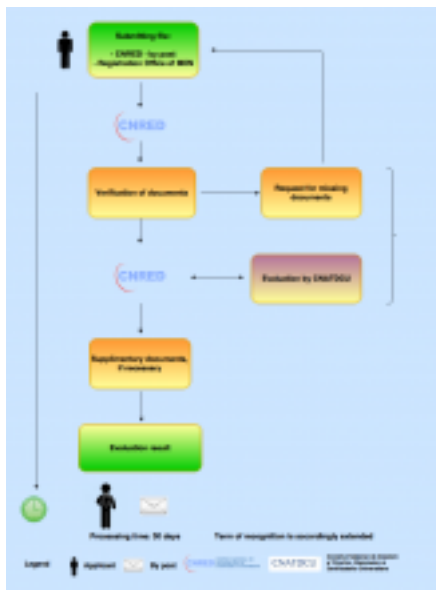 Submitting file:
- CNRED - by post
- Registration Office of MEN
CNRED
Verification of documents
Request for missing
documents
CNRED
Evaluation by CNATDCU
Supplimentary documents,
if necessary
Evaluation result
Processing time: 30 days
Term of recognition is accordingly extended
Legend
Applicant
By post
CNRED
CNATDCU